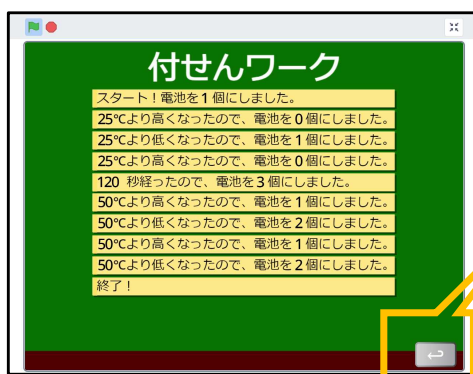 付せんワーク
スタート！電池を1個にしました。
25℃より高くなったので、電池を0個にしました。
25℃より低くなったので、電池を1個にしました。
25℃より高くなったので、電池を0個にしました。
120 秒経ったので、電池を3個にしました。
50℃より高くなったので、電池を1個にしました。
50℃より低くなったので、電池を2個にしました。
50℃より高くなったので、電池を1個にしました。
50℃より低くなったので、電池を2個にしました。
終了！